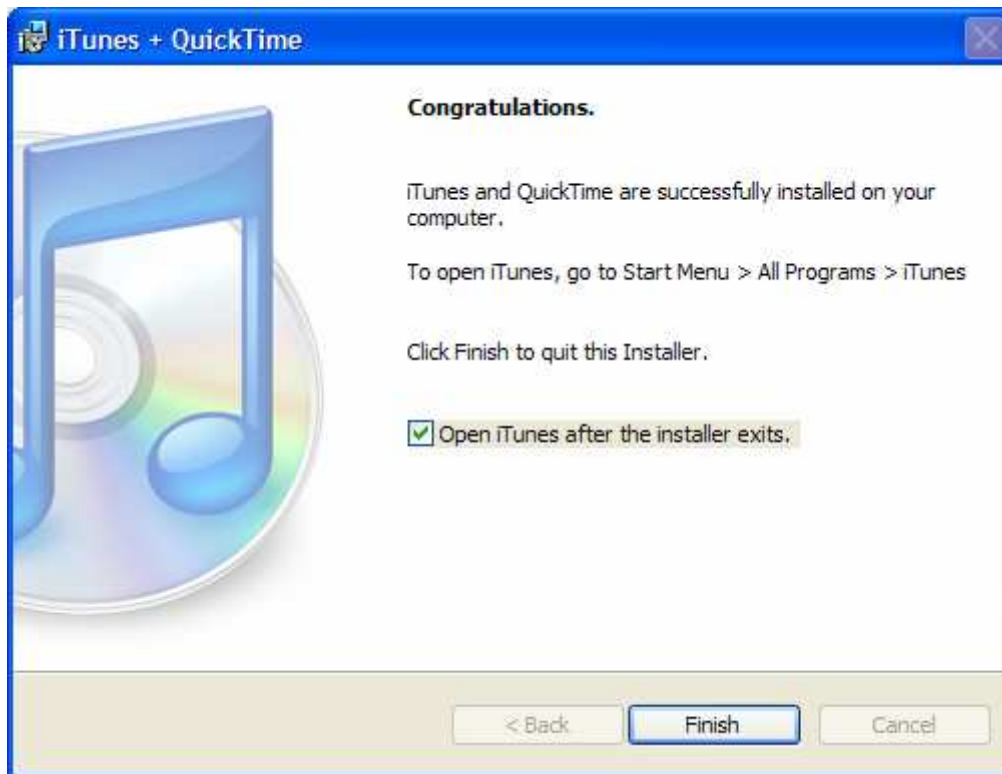 iTunes + QuickTime
Congratulations.
iTunes and QuickTime are successfully installed on your
computer.
To open iTunes, go to Start Menu > All Programs > iTunes
Click Finish to quit this Installer.
Open iTunes after the installer exits.
< Back Finish Cancel